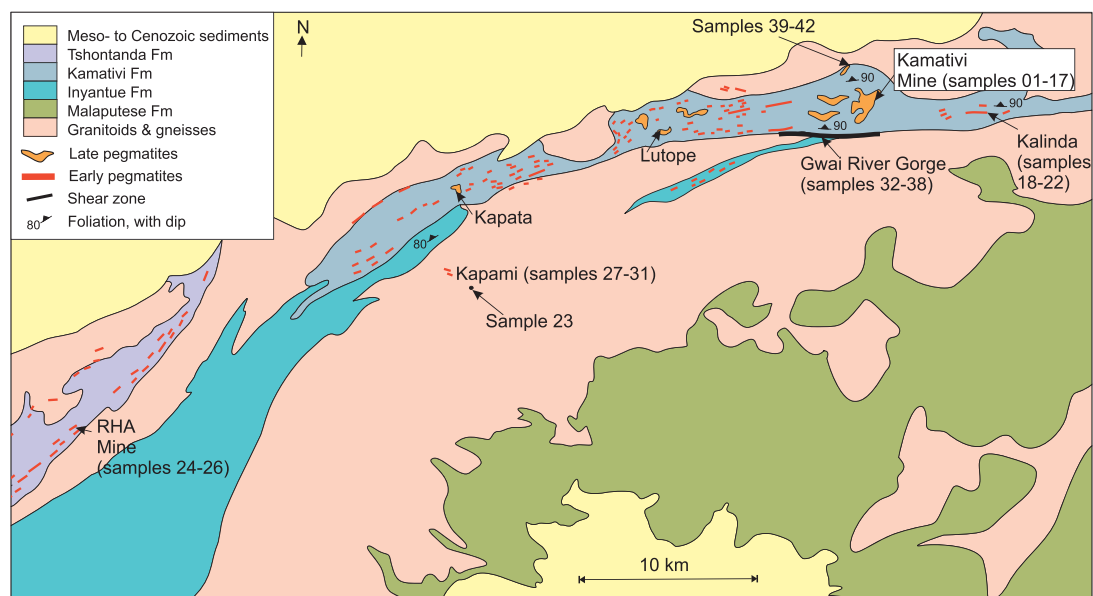 Meso- to Cenozoic sediments
Tshontanda Fm
Kamativi Fm
Inyantue Fm
Malaputese Fm
Granitoids & gneisses
Late pegmatites
Early pegmatites
Shear zone
80 Foliation, with dip
N
Samples 39-42
Kamativi
Mine (samples 01-17)
90
90
90
Kalinda
(samples
18-22)
Lutope
Gwai River Gorge
(samples 32-38)
Kapata
80
Kapami (samples 27-31)
Sample 23
RHA
Mine
(samples 24-26)
10 km